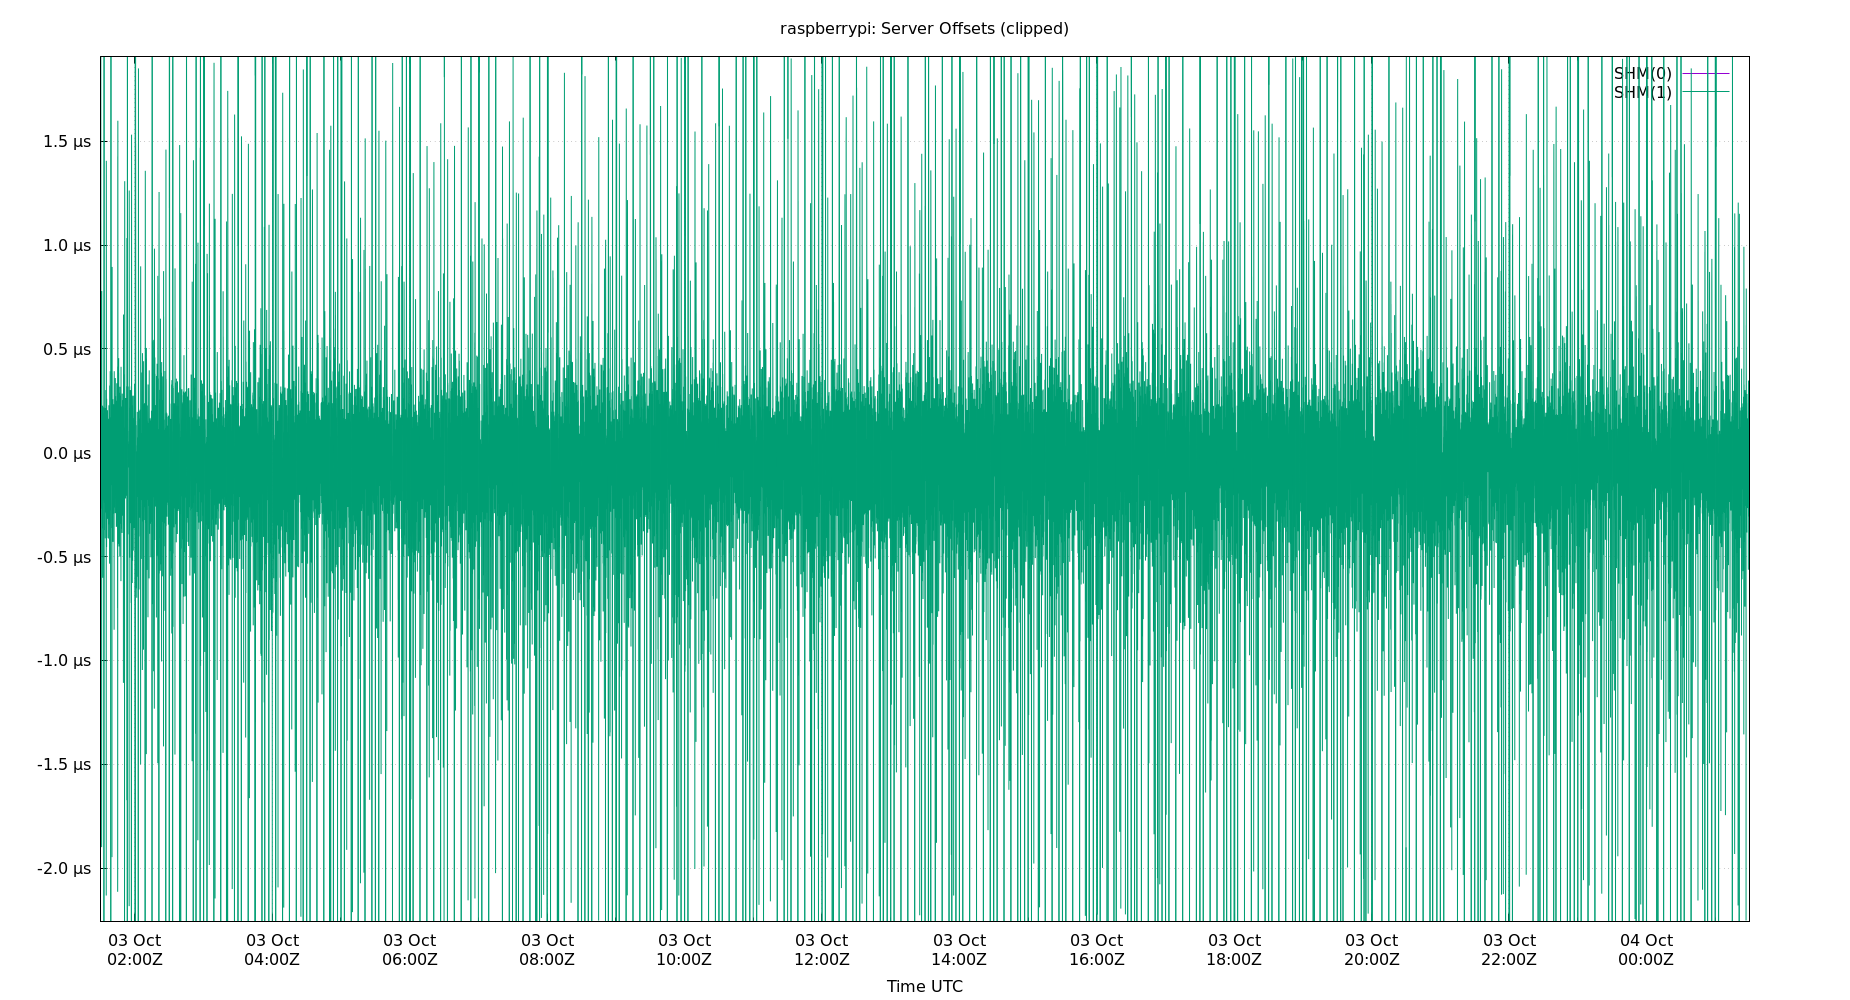 raspberrypi: Server Offsets (clipped)
SHM(0)
SHM(1)
1.5 µs
1.0 µs
0.5 µs
0.0 µs
-0.5 µs
-1.0 µs
-1.5 µs
-2.0 µs
03 Oct 03 Oct 03 Oct 03 Oct 03 Oct 03 Oct 03 Oct 03 Oct 03 Oct 03 Oct 03 Oct 04 Oct
02:00Z 04:00Z 06:00Z 08:00Z 10:00Z 12:00Z 14:00Z 16:00Z 18:00Z 20:00Z 22:00Z 00:00Z
Time UTC